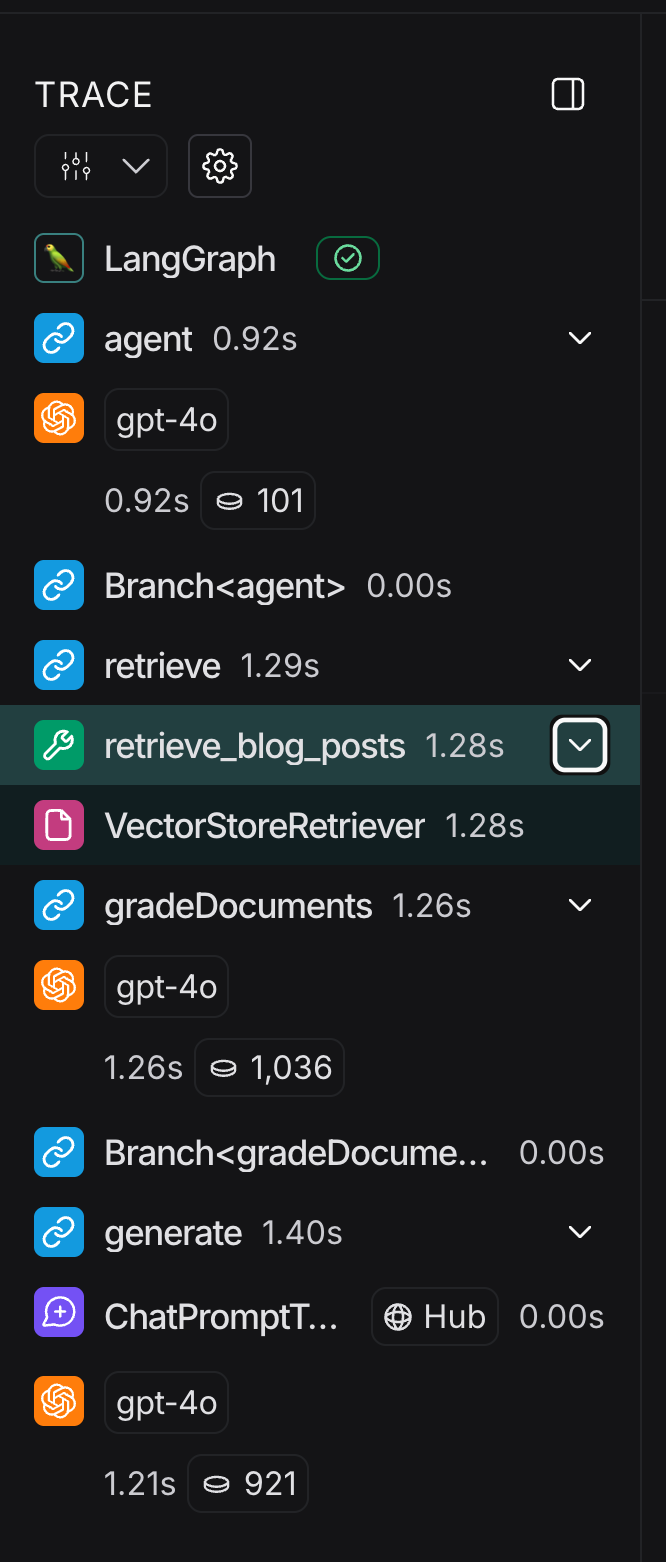 TRACE
LangGraph
agent 0.92s
gpt-4o
0.92s 101
Branch<agent> 0.00s
retrieve 1.29s
retrieve_blog_posts 1.28s
VectorStoreRetriever 1.28s
gradeDocuments 1.26s
gpt-4o
1.26s 1,036
Branch<gradeDocume... 0.00s
generate 1.40s
ChatPromptT... Hub 0.00s
gpt-4o
1.21s 921